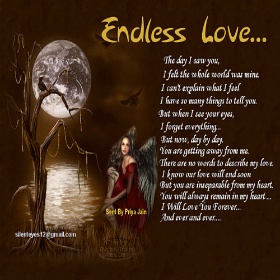 Endless Love...
The day I saw you,
I felt the whole world was mine.
I can't explain what I feel
I have so many things to tell you.
But when I see your eyes,
I forget everything...
But now, day by day.
You are getting away from me.
There are no words to describe my love.
I know our love will end soon
But you are inseparable from my heart.
You will always remain in my heart ...
I Will Love You Forever...
And ever and ever....
Sent By Priya Jain
silenteyes12@gmail.com